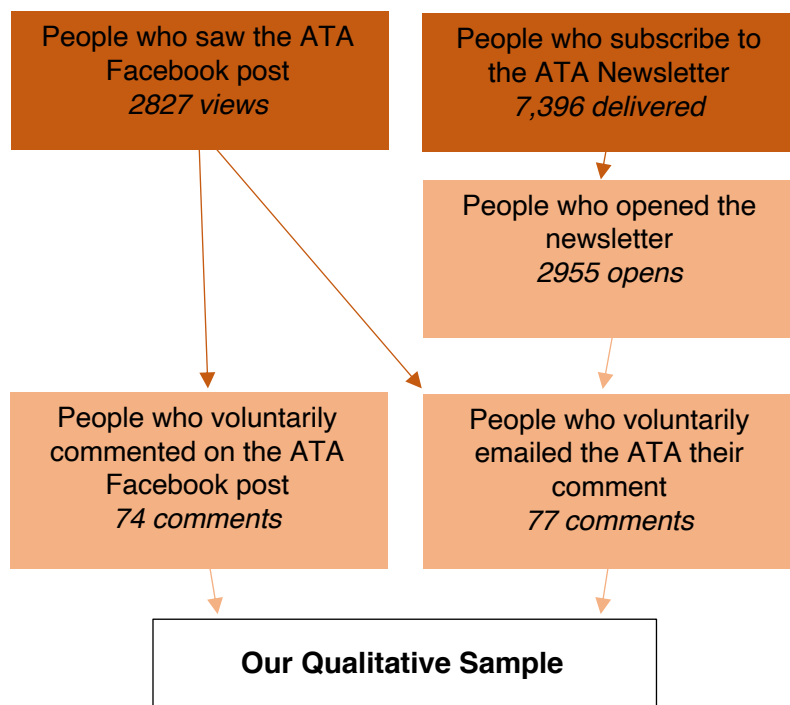 People who saw the ATA
Facebook post
2827 views
People who subscribe to
the ATA Newsletter
7,396 delivered
People who opened the
newsletter
2955 opens
People who voluntarily
commented on the ATA
Facebook post
74 comments
People who voluntarily
emailed the ATA their
comment
77 comments
Our Qualitative Sample